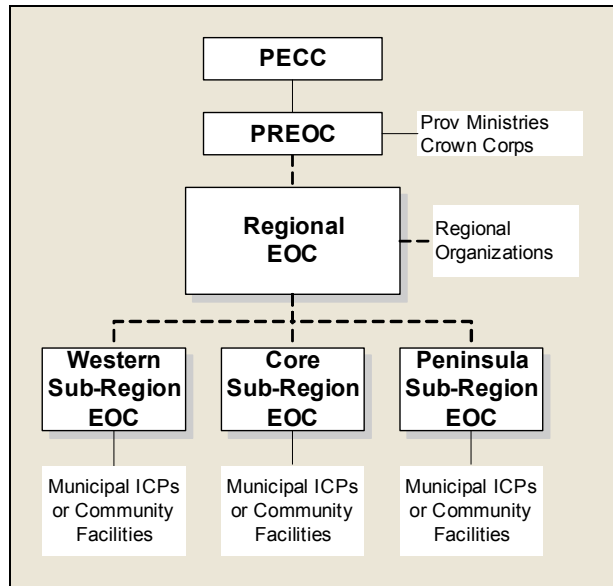 PECC
PREOC
Prov Ministries
Crown Corps
Regional
EOC
Regional
Organizations
Western
Sub-Region
EOC
Core
Sub-Region
EOC
Peninsula
Sub-Region
EOC
Municipal ICPs
or Community
Facilities
Municipal ICPs
or Community
Facilities
Municipal ICPs
or Community
Facilities